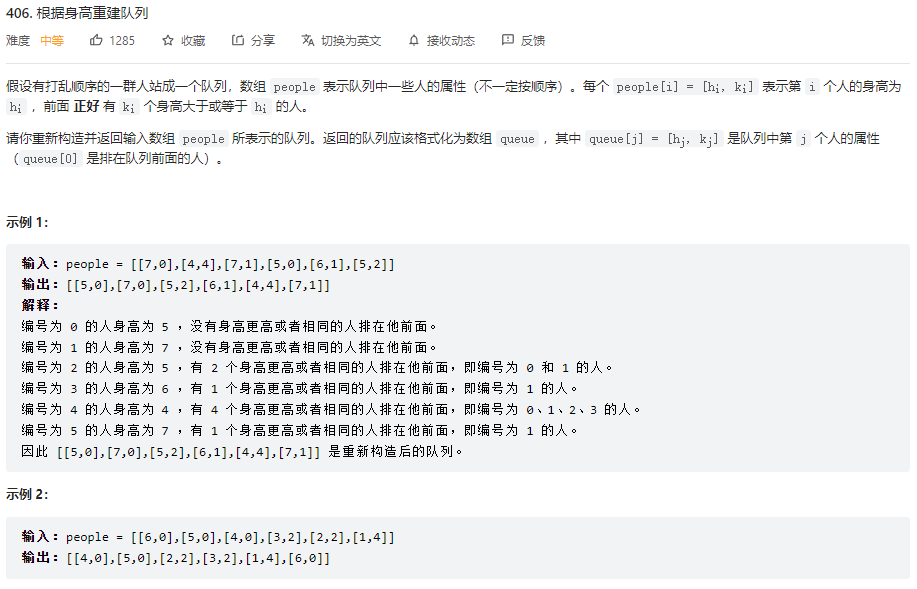 406. 根据身高重建队列
难度 中等 1285 收藏 分享 切换为英文 接收动态 反馈
假设有打乱顺序的一群人站成一个队列，数组 people 表示队列中一些人的属性（不一定按顺序）。每个 people[i] = [hi, ki] 表示第 i 个人的身高为
hi ，前面 正好 有 ki 个身高大于或等于 hi 的人。
请你重新构造并返回输入数组 people 所表示的队列。返回的队列应该格式化为数组 queue ，其中 queue[j] = [hj, kj] 是队列中第 j 个人的属性
（queue[0] 是排在队列前面的人）。
示例 1：
输入：people = [[7,0],[4,4],[7,1],[5,0],[6,1],[5,2]]
输出：[[5,0],[7,0],[5,2],[6,1],[4,4],[7,1]]
解释：
编号为 0 的人身高为 5 ，没有身高更高或者相同的人排在他前面。
编号为 1 的人身高为 7 ，没有身高更高或者相同的人排在他前面。
编号为 2 的人身高为 5 ，有 2 个身高更高或者相同的人排在他前面，即编号为 0 和 1 的人。
编号为 3 的人身高为 6 ，有 1 个身高更高或者相同的人排在他前面，即编号为 1 的人。
编号为 4 的人身高为 4 ，有 4 个身高更高或者相同的人排在他前面，即编号为 0、1、2、3 的人。
编号为 5 的人身高为 7 ，有 1 个身高更高或者相同的人排在他前面，即编号为 1 的人。
因此 [[5,0],[7,0],[5,2],[6,1],[4,4],[7,1]] 是重新构造后的队列。
示例 2：
输入：people = [[6,0],[5,0],[4,0],[3,2],[2,2],[1,4]]
输出：[[4,0],[5,0],[2,2],[3,2],[1,4],[6,0]]